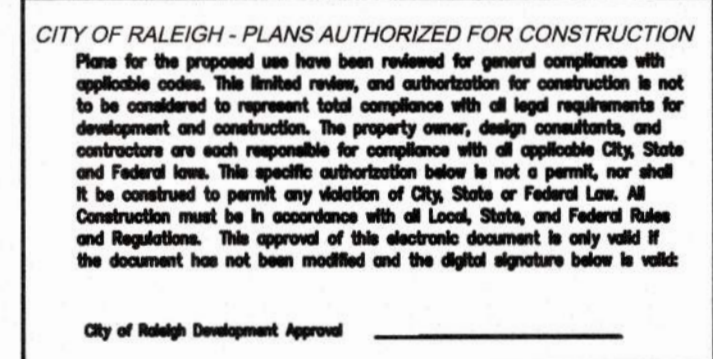 CITY OF RALEIGH - PLANS AUTHORIZED FOR CONSTRUCTION
Plans for the proposed use have been reviewed for general compliance with
applicable codes. This limited review, and authorization for construction is not
to be considered to represent total compliance with all legal requirements for
development and construction. The property owner, design consultants, and
contractors are each responsible for compliance with all applicable City, State
and Federal laws. This specific authorization below is not a permit, nor shall
it be construed to permit any violation of City, State or Federal Law. All
Construction must be in accordance with all Local, State, and Federal Rules
and Regulations. This approval of this electronic document is only valid if
the document has not been modified and the digital signature below is valid:
City of Raleigh Development Approval